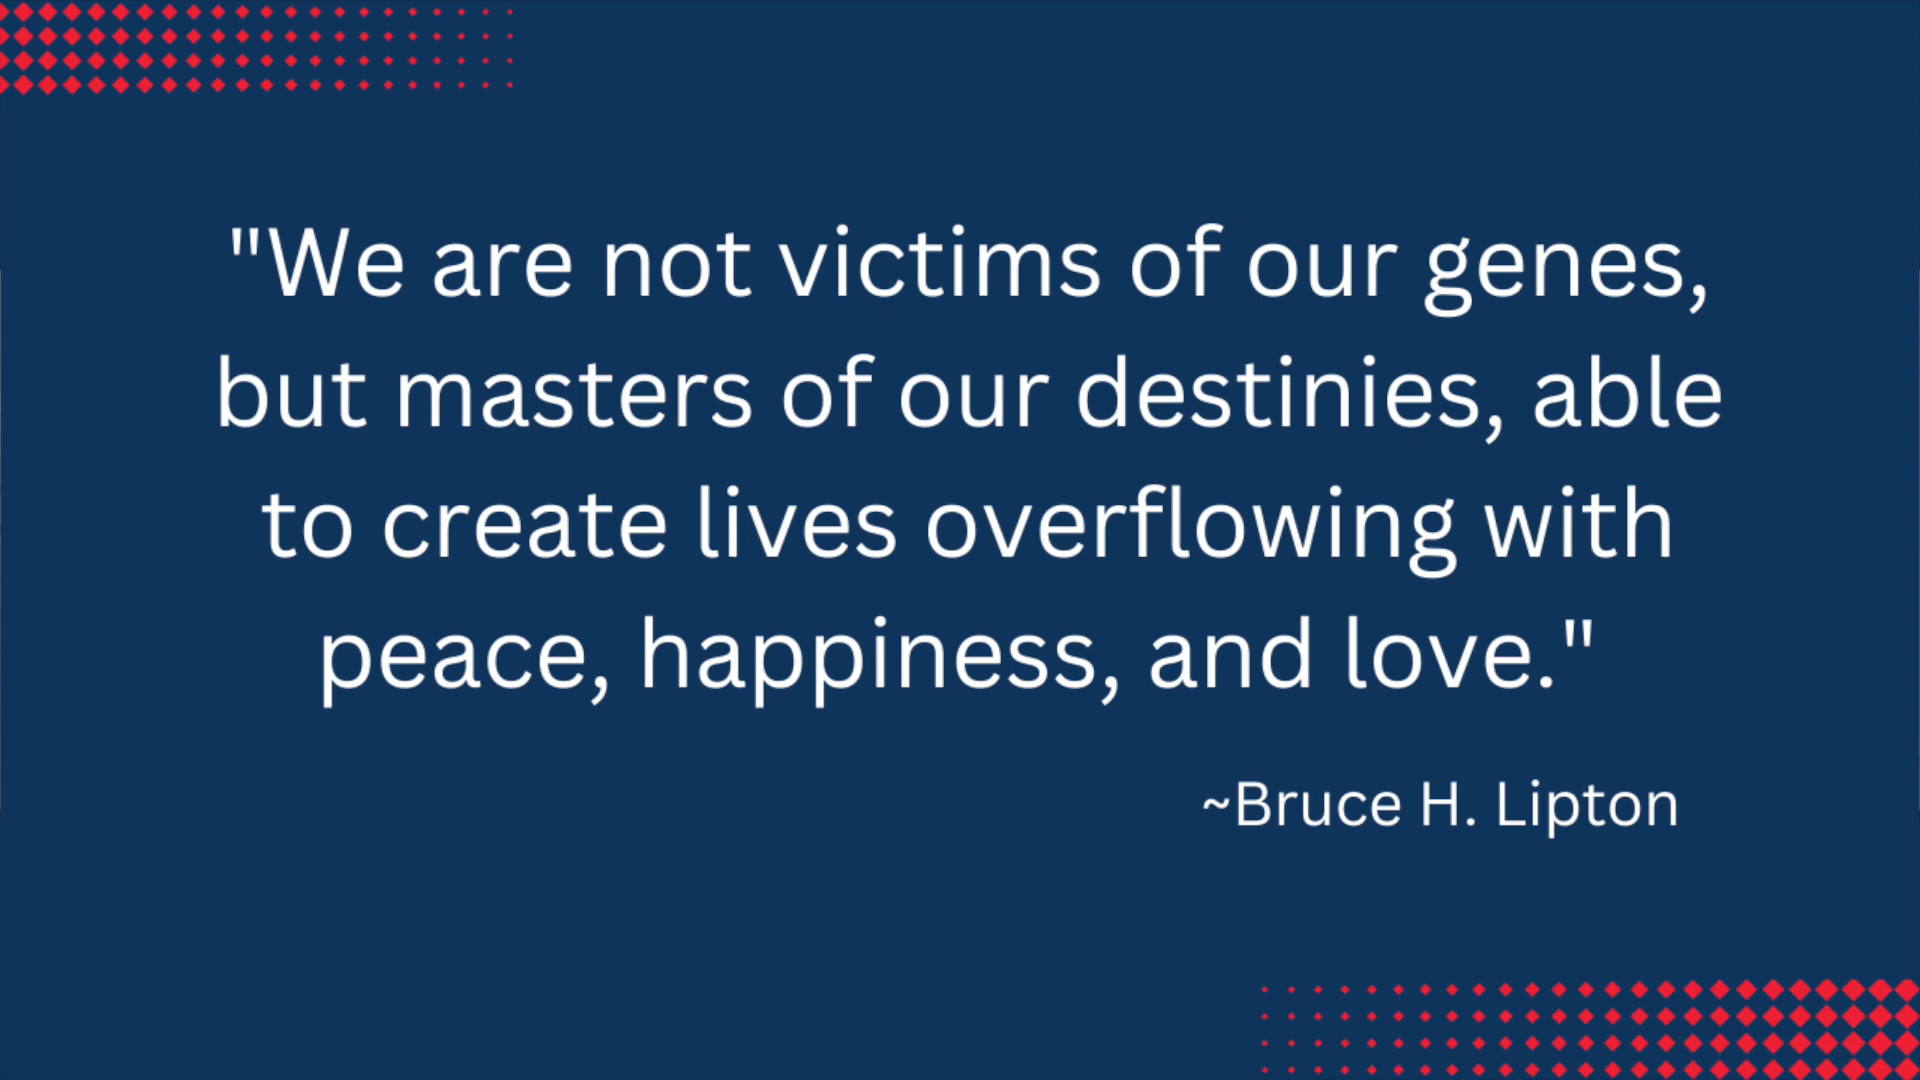 "We are not victims of our genes,
but masters of our destinies, able
to create lives overflowing with
peace, happiness, and love."
~Bruce H. Lipton